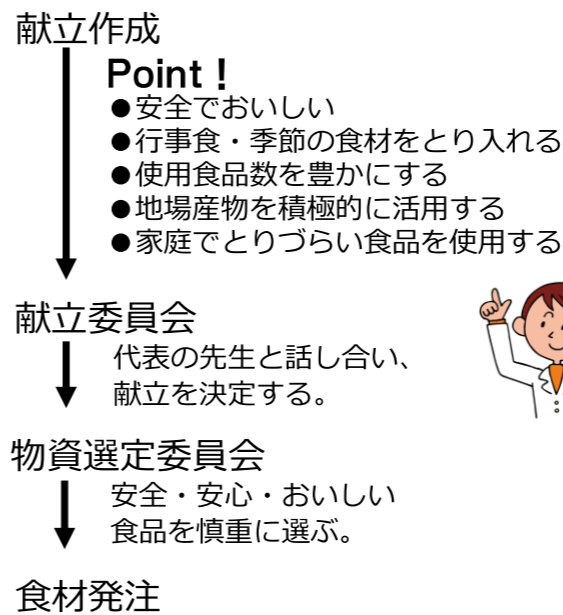 献立作成
Point！
●安全でおいしい
●行事食・季節の食材をとり入れる
●使用食品数を豊かにする
●地場産物を積極的に活用する
●家庭でとりづらい食品を使用する
献立委員会
代表の先生と話し合い、
献立を決定する。
物資選定委員会
安全・安心・おいしい
食品を慎重に選ぶ。
食材発注